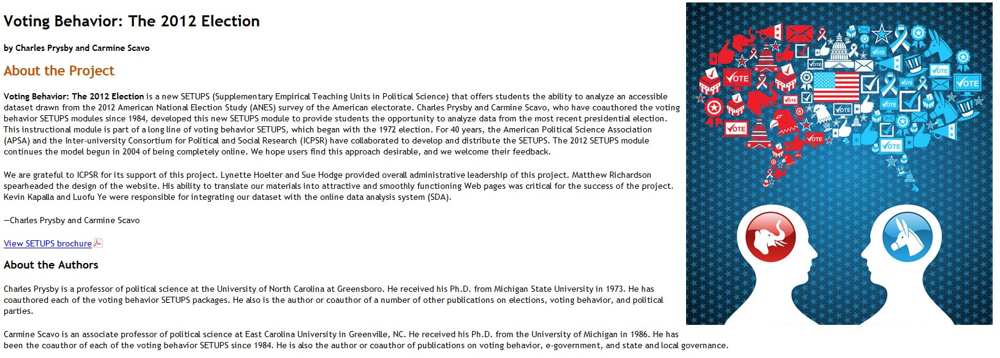 Voting Behavior: The 2012 Election
by Charles Prysby and Carmine Scavo
About the Project
Voting Behavior: The 2012 Election is a new SETUPS (Supplementary Empirical Teaching Units in Political Science) that offers students the ability to analyze an accessible
dataset drawn from the 2012 American National Election Study (ANES) survey of the American electorate. Charles Prysby and Carmine Scavo, who have coauthored the voting
behavior SETUPS modules since 1984, developed this new SETUPS module to provide students the opportunity to analyze data from the most recent presidential election.
This instructional module is part of a long line of voting behavior SETUPS, which began with the 1972 election. For 40 years, the American Political Science Association
(APSA) and the Inter-university Consortium for Political and Social Research (ICPSR) have collaborated to develop and distribute the SETUPS. The 2012 SETUPS module
continues the model begun in 2004 of being completely online. We hope users find this approach desirable, and we welcome their feedback.
We are grateful to ICPSR for its support of this project. Lynette Hoelter and Sue Hodge provided overall administrative leadership of this project. Matthew Richardson
spearheaded the design of the website. His ability to translate our materials into attractive and smoothly functioning Web pages was critical for the success of the project.
Kevin Kapalla and Luofu Ye were responsible for integrating our dataset with the online data analysis system (SDA).
—Charles Prysby and Carmine Scavo
View SETUPS brochure
About the Authors
Charles Prysby is a professor of political science at the University of North Carolina at Greensboro. He received his Ph.D. from Michigan State University in 1973. He has
coauthored each of the voting behavior SETUPS packages. He also is the author or coauthor of a number of other publications on elections, voting behavior, and political
parties.
Carmine Scavo is an associate professor of political science at East Carolina University in Greenville, NC. He received his Ph.D. from the University of Michigan in 1986. He has
been the coauthor of each of the voting behavior SETUPS since 1984. He is also the author or coauthor of publications on voting behavior, e-government, and state and local governance.
VOTE
VOTE
VOTE
VOTE
VOTE
VOTE
VOTE
VOTE
VOTE
VOTE
VOTE